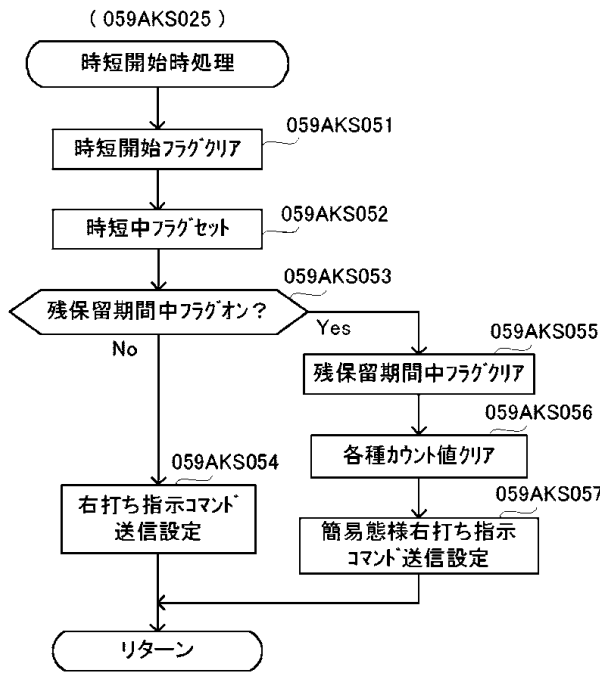 ( 059AKS025 )
時短開始時処理
059AKS051
時短開始フラグクリア
059AKS052
時短中フラグセット
059AKS053
残保留期間中フラグオン？
Yes
No
059AKS055
残保留期間中フラグクリア
059AKS056
各種カウント値クリア
059AKS054
右打ち指示コマンド
送信設定
059AKS057
簡易態様右打ち指示
コマンド送信設定
リターン